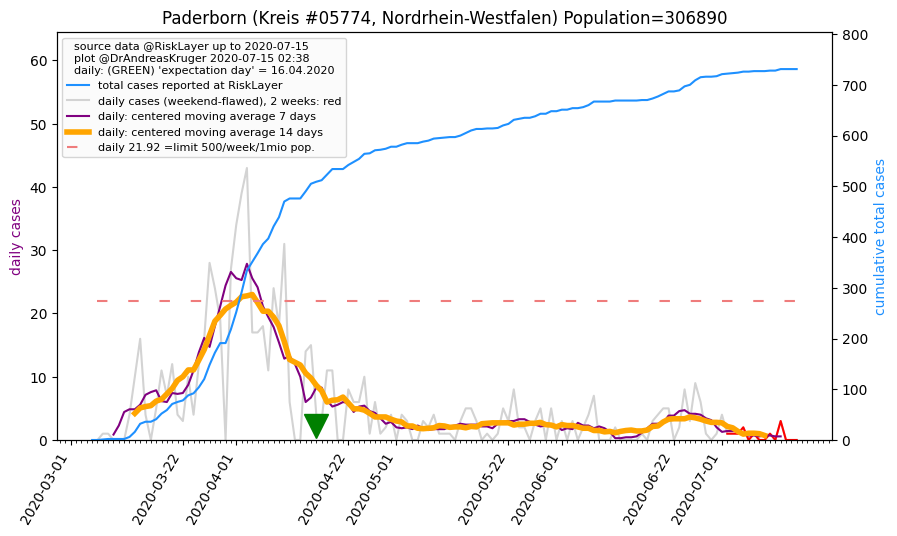 Paderborn (Kreis #05774, Nordrhein-Westfalen) Population=306890
source data @RiskLayer up to 2020-07-15
plot @DrAndreasKruger 2020-07-15 02:38
daily: (GREEN) 'expectation day' = 16.04.2020
total cases reported at RiskLayer
daily cases (weekend-flawed), 2 weeks: red
daily: centered moving average 7 days
daily: centered moving average 14 days
daily 21.92 =limit 500/week/1mio pop.
daily cases
60
50
40
30
20
10
0
cumulative total cases
800
700
600
500
400
300
200
100
0
2020-03-01
2020-03-22
2020-04-01
2020-04-22
2020-05-01
2020-05-22
2020-06-01
2020-06-22
2020-07-01